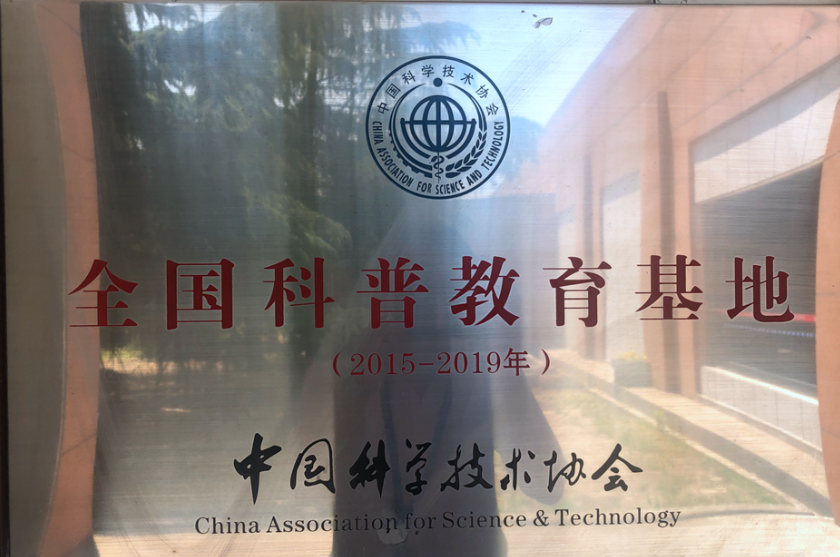 中国科学技术协会
CHINA ASSOCIATION FOR SCIENCE AND TECHNOLOGY
全国科普教育基地
（2015-2019年）
中国科学技术协会
China Association for Science & Technology